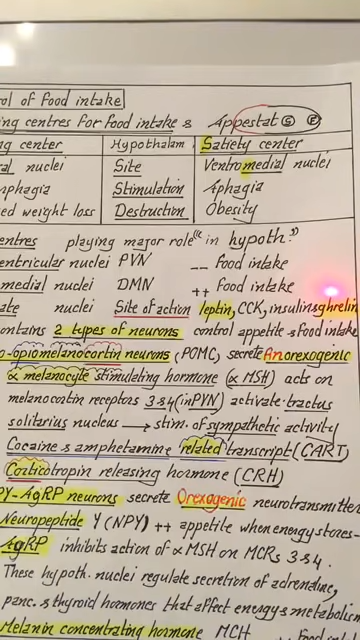 ol of food intake
ing centres for food intake & Appestat G F
ng center Hypothalam. Satiety center
al nuclei Site Ventromedial nuclei
phagia Stimulation Aphagia
ed weight loss Destruction Obesity
entres playing major role "in hypoth."
entricular nuclei PVN -- food intake
medial nuclei DMN ++ food intake
ate nuclei Site of action leptin, CCK, insulin & ghrelin
ontains 2 types of neurons control appetite & food intake
o-opiomelanocortin neurons (POMC) secrete Anorexogenic
α melanocyte stimulating hormone (α MSH) acts on
melanocortin receptors 3&4 (in PVN) activate tractus
solitarius nucleus → stim. of sympathetic activity
Cocaine & amphetamine related transcript (CART)
Corticotropin releasing hormone (CRH)
PY-AgRP neurons secrete Orexogenic neurotransmitter
Neuropeptide Y (NPY) ++ appetite when energy stores-
AgRP inhibits action of α MSH on MCRs 3&4.
These hypoth. nuclei regulate secretion of adrenaline,
panc. & thyroid hormones that affect energy & metabolism
Melanin concentrating hormone MCH ++ food in